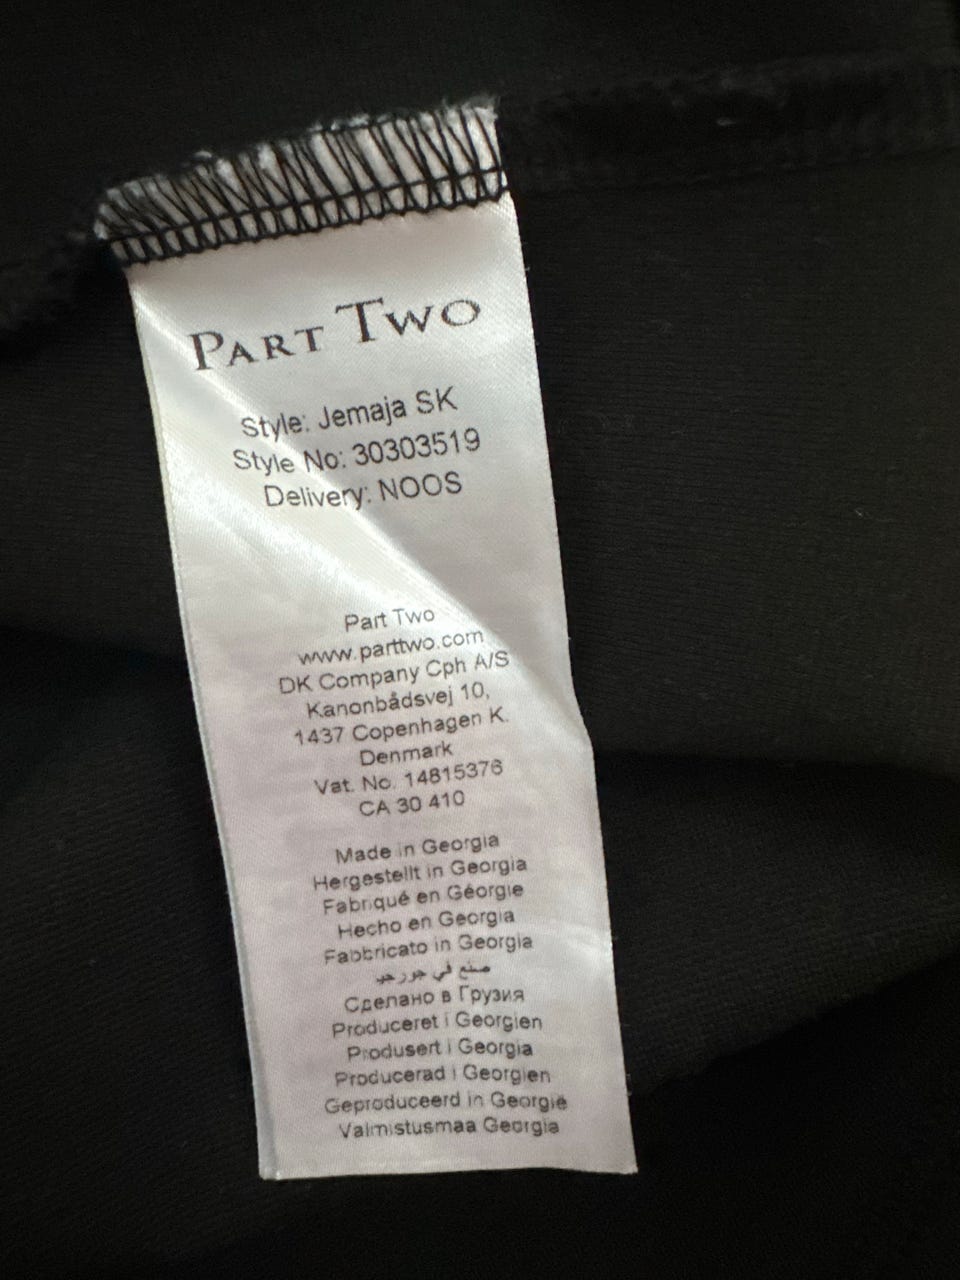 PART TWO
Style: Jemaja SK
Style No: 30303519
Delivery: NOOS
Part Two
www.parttwo.com
DK Company Cph A/S
Kanonbådsvej 10,
1437 Copenhagen K.
Denmark
Vat. No. 14815376
CA 30 410
Made in Georgia
Hergestellt in Georgia
Fabriqué en Géorgie
Hecho en Georgia
Fabbricato in Georgia
صنع في جورجيا
Сделано в Грузия
Produceret i Georgien
Produsert i Georgia
Producerad i Georgien
Geproduceerd in Georgië
Valmistusmaa Georgia